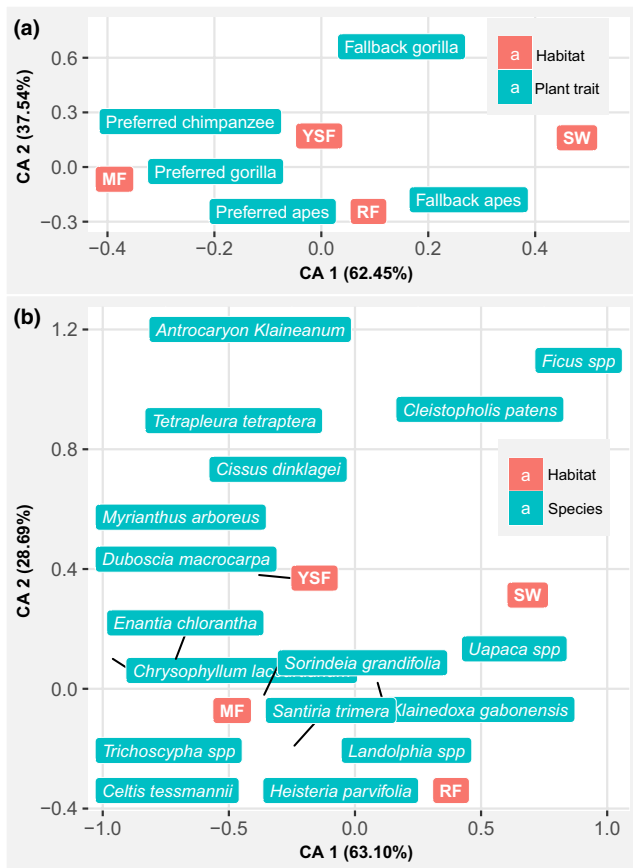 (a)
Fallback gorilla
a Habitat
a Plant trait
Preferred chimpanzee
YSF
SW
MF
Preferred gorilla
Preferred apes
RF
Fallback apes
0.6
0.3
0.0
−0.3
CA 2 (37.54%)
−0.4 −0.2 0.0 0.2 0.4
CA 1 (62.45%)
(b)
Antrocaryon Klaineanum
Ficus spp
Cleistopholis patens
Tetrapleura tetraptera
Cissus dinklagei
a Habitat
a Species
Myrianthus arboreus
Duboscia macrocarpa
YSF
SW
Enantia chlorantha
Uapaca spp
Sorindeia grandifolia
Chrysophyllum
MF
Santiria trimera
Klainedoxa gabonensis
Trichoscypha spp
Landolphia spp
Celtis tessmannii
Heisteria parvifolia
RF
1.2
0.8
0.4
0.0
−0.4
CA 2 (28.69%)
−1.0 −0.5 0.0 0.5 1.0
CA 1 (63.10%)